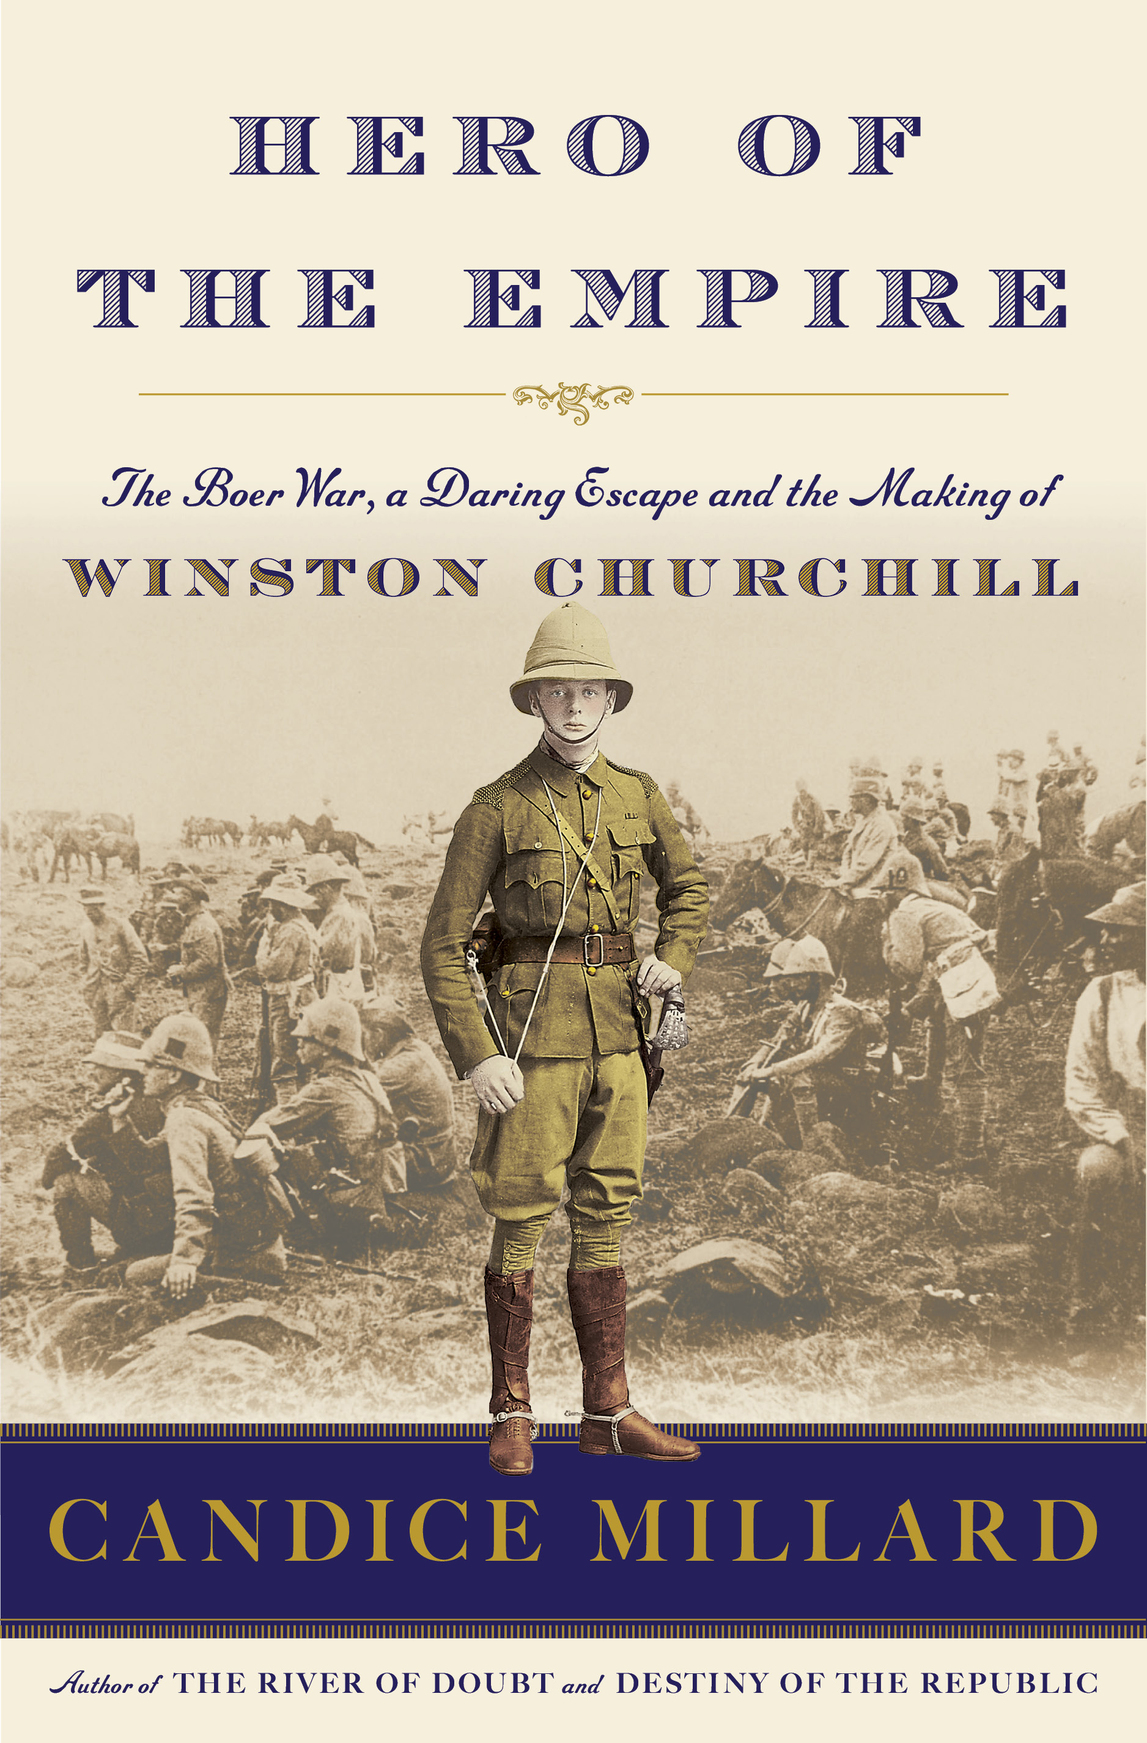 HERO OF
THE EMPIRE
The Boer War, a Daring Escape and the Making of
WINSTON CHURCHILL
CANDICE MILLARD
Author of THE RIVER OF DOUBT and DESTINY OF THE REPUBLIC